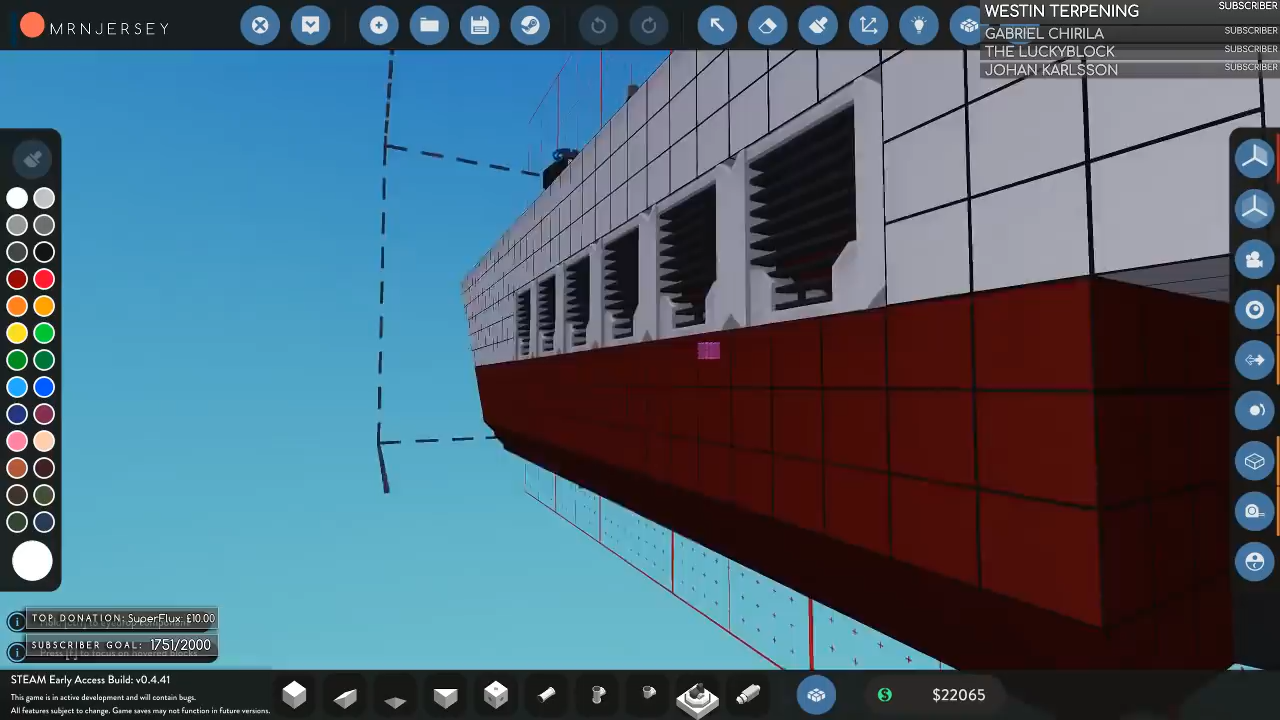 MRNJERSEY
WESTIN TERPENING SUBSCRIBER
GABRIEL CHIRILA SUBSCRIBER
THE LUCKYBLOCK SUBSCRIBER
JOHAN KARLSSON SUBSCRIBER
TOP DONATION: SuperFlux: £10.00
SUBSCRIBER GOAL: 1751/2000
STEAM Early Access Build: v0.4.41
This game is in active development and will contain bugs.
All features subject to change. Game saves may not function in future versions.
$22065